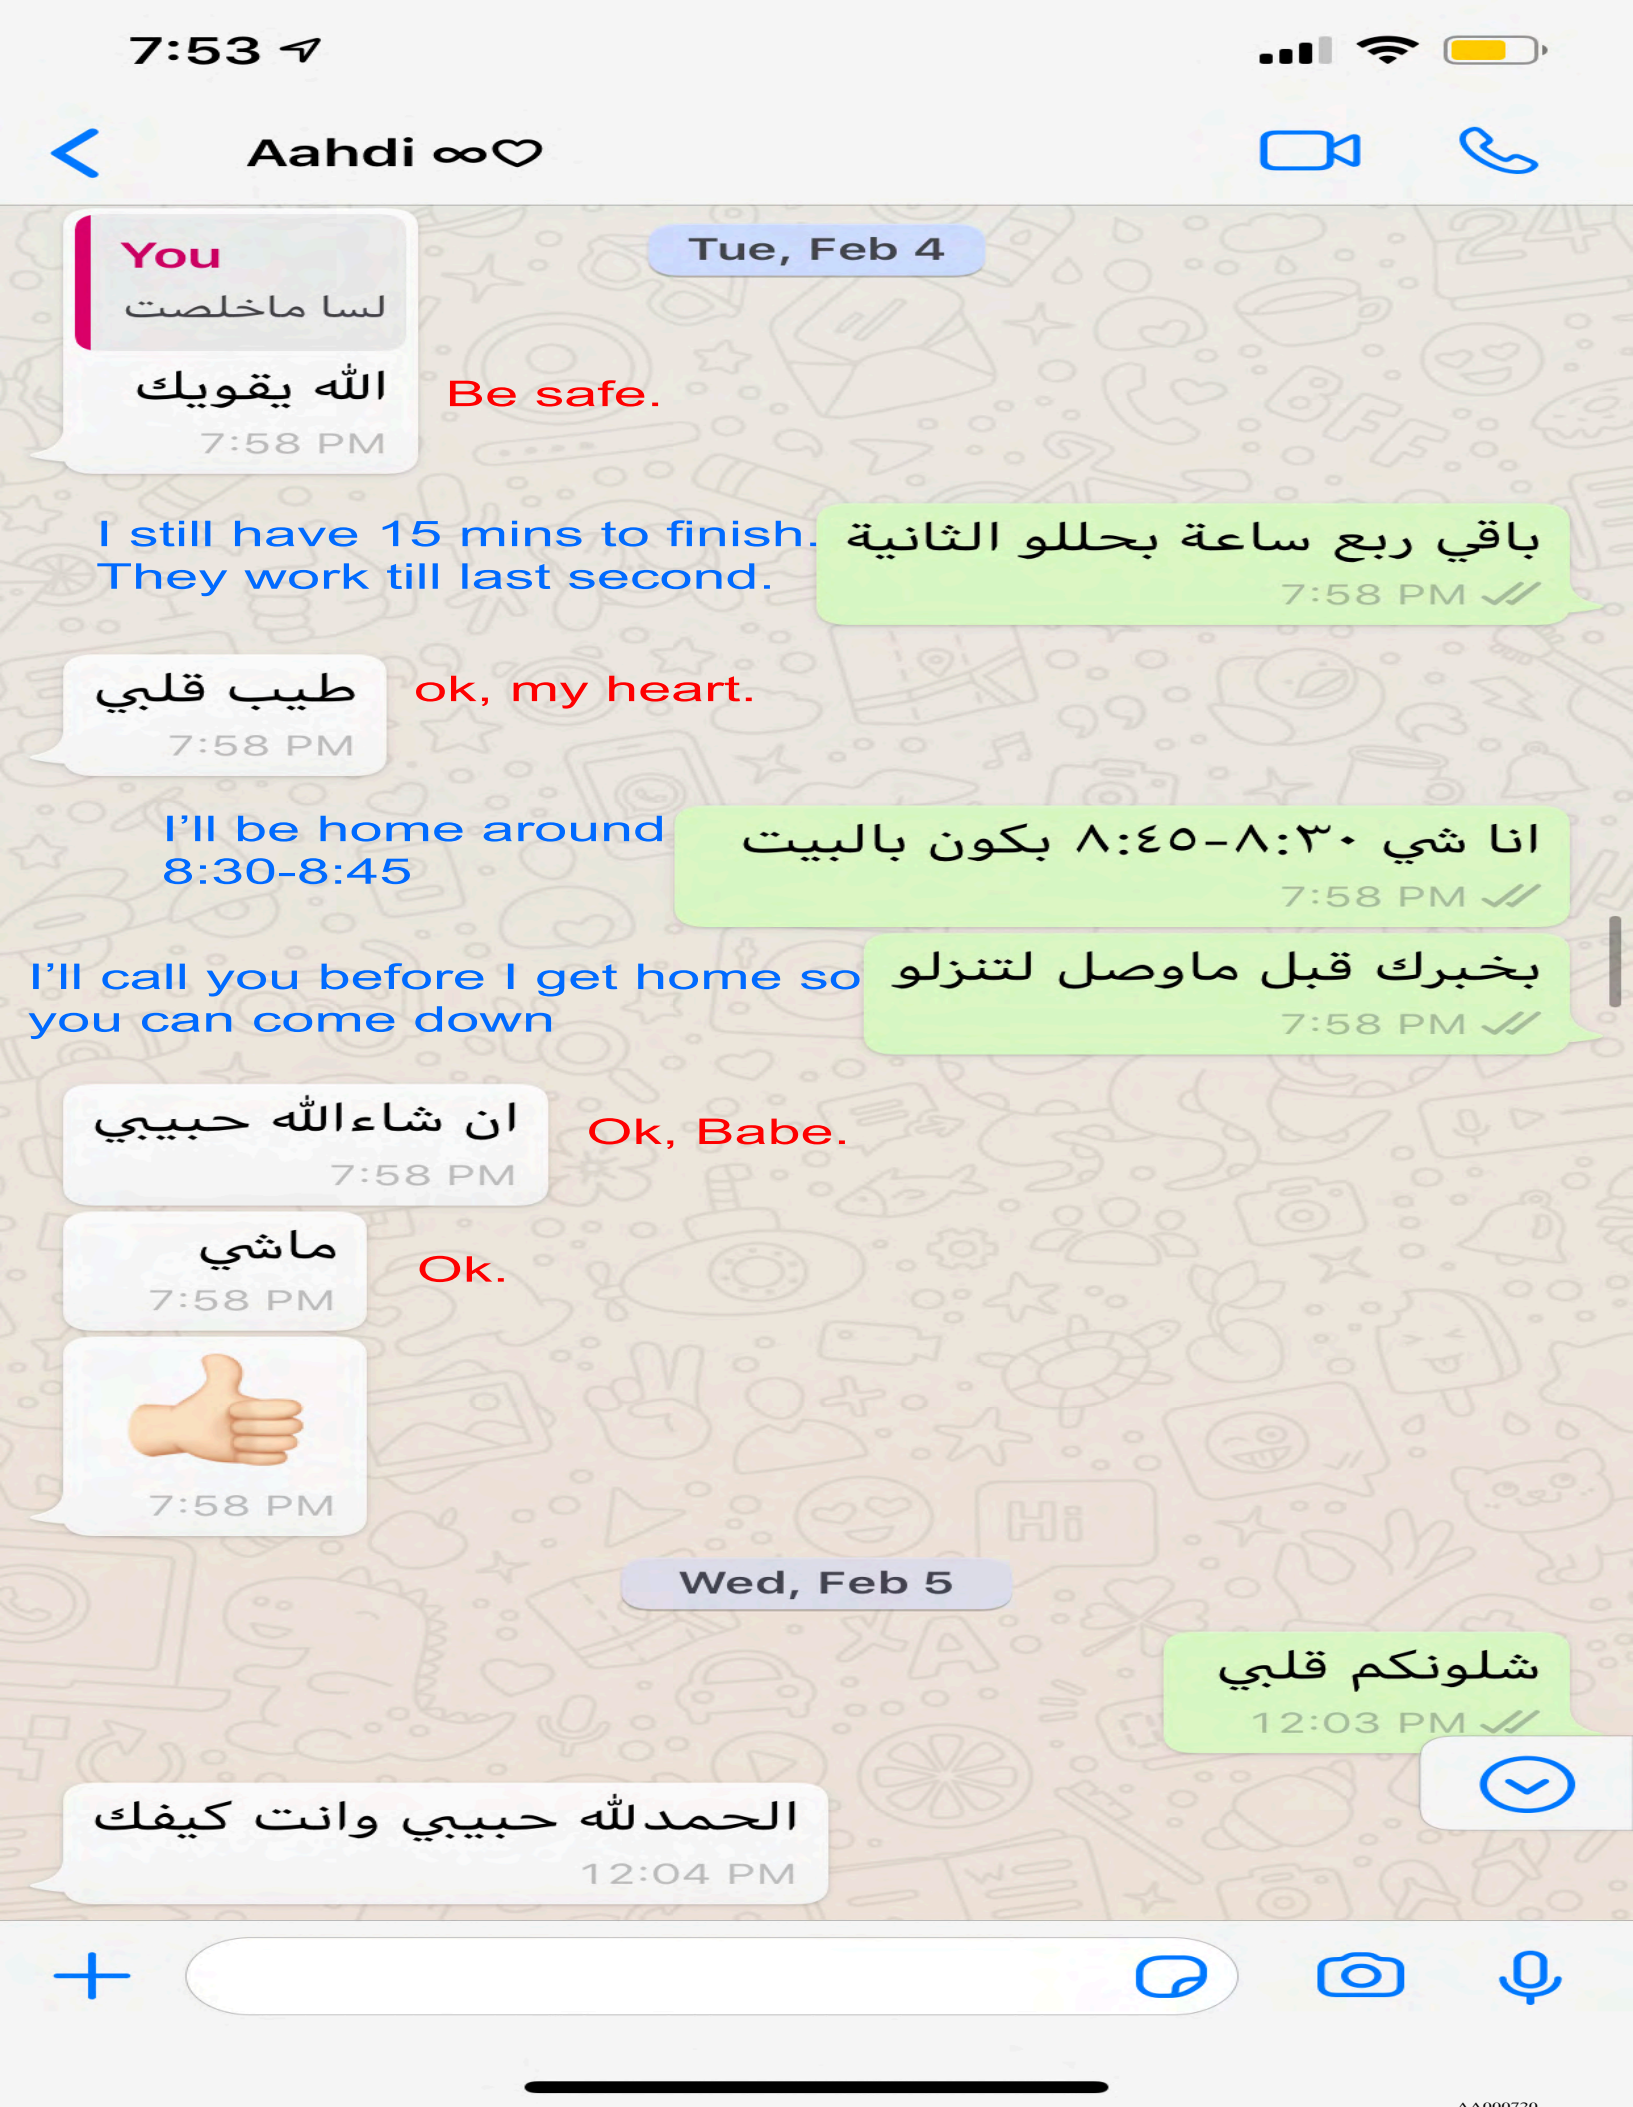 7:53
Aahdi ∞♡
Tue, Feb 4
You
لسا ماخلصت
الله يقويك
7:58 PM
Be safe.
باقي ربع ساعة بحللو الثانية
7:58 PM
I still have 15 mins to finish.
They work till last second.
طيب قلبي
7:58 PM
ok, my heart.
انا شي ٨:٣٠-٨:٤٥ بكون بالبيت
7:58 PM
I'll be home around
8:30-8:45
بخبرك قبل ماوصل لتنزلو
7:58 PM
I'll call you before I get home so
you can come down
ان شاءالله حبيبي
7:58 PM
Ok, Babe.
ماشي
7:58 PM
Ok.
👍🏻
7:58 PM
Wed, Feb 5
شلونكم قلبي
12:03 PM
الحمدلله حبيبي وانت كيفك
12:04 PM